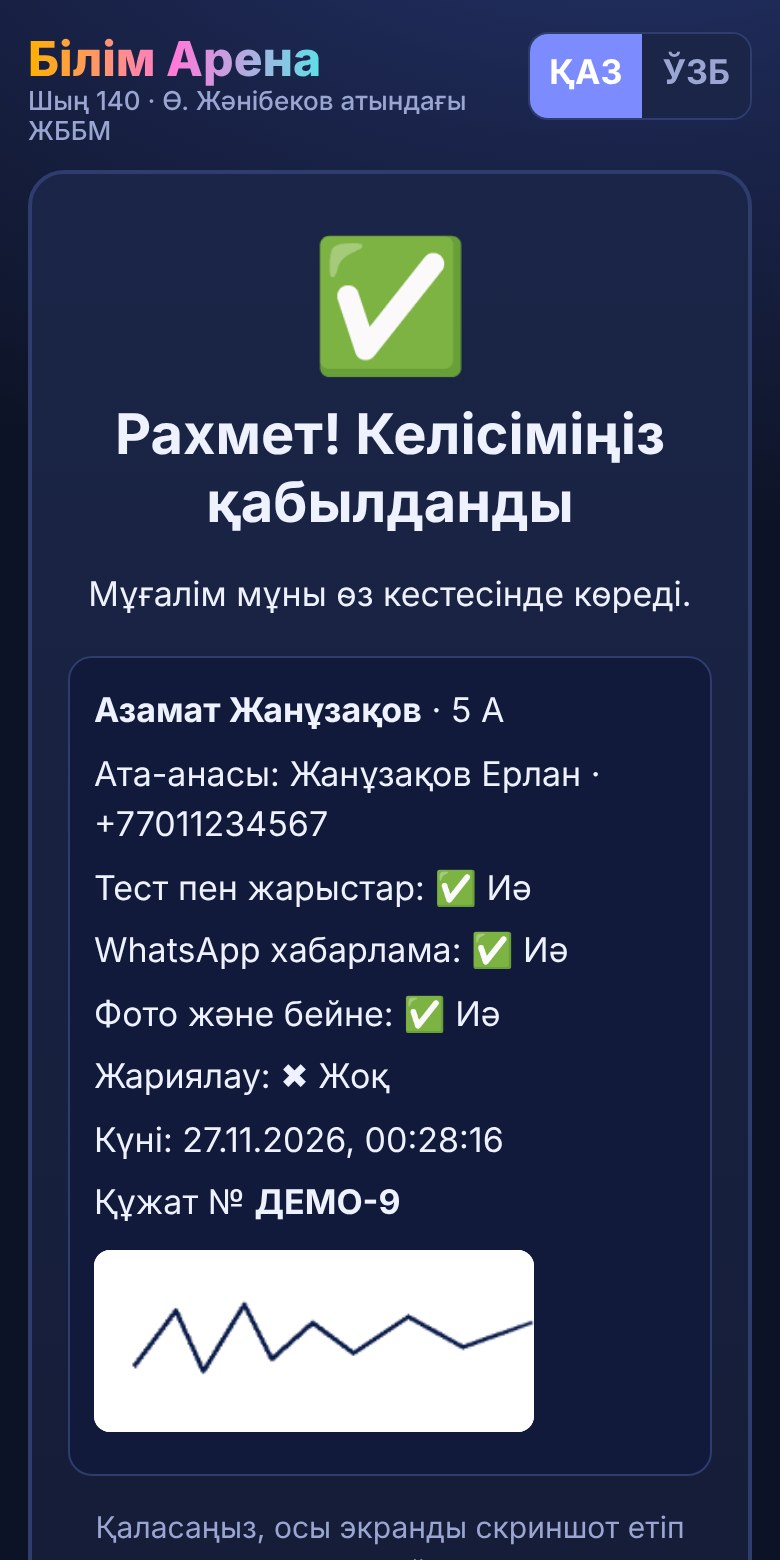 Білім Арена
Шың 140 · Ө. Жәнібеков атындағы
ЖББМ
ҚАЗ
ЎЗБ
Рахмет! Келісіміңіз
қабылданды
Мұғалім мұны өз кестесінде көреді.
Азамат Жанұзақов · 5 А
Ата-анасы: Жанұзақов Ерлан ·
+77011234567
Тест пен жарыстар: ✅ Иә
WhatsApp хабарлама: ✅ Иә
Фото және бейне: ✅ Иә
Жариялау: ✖ Жоқ
Күні: 27.11.2026, 00:28:16
Құжат № ДЕМО-9
Қаласаңыз, осы экранды скриншот етіп